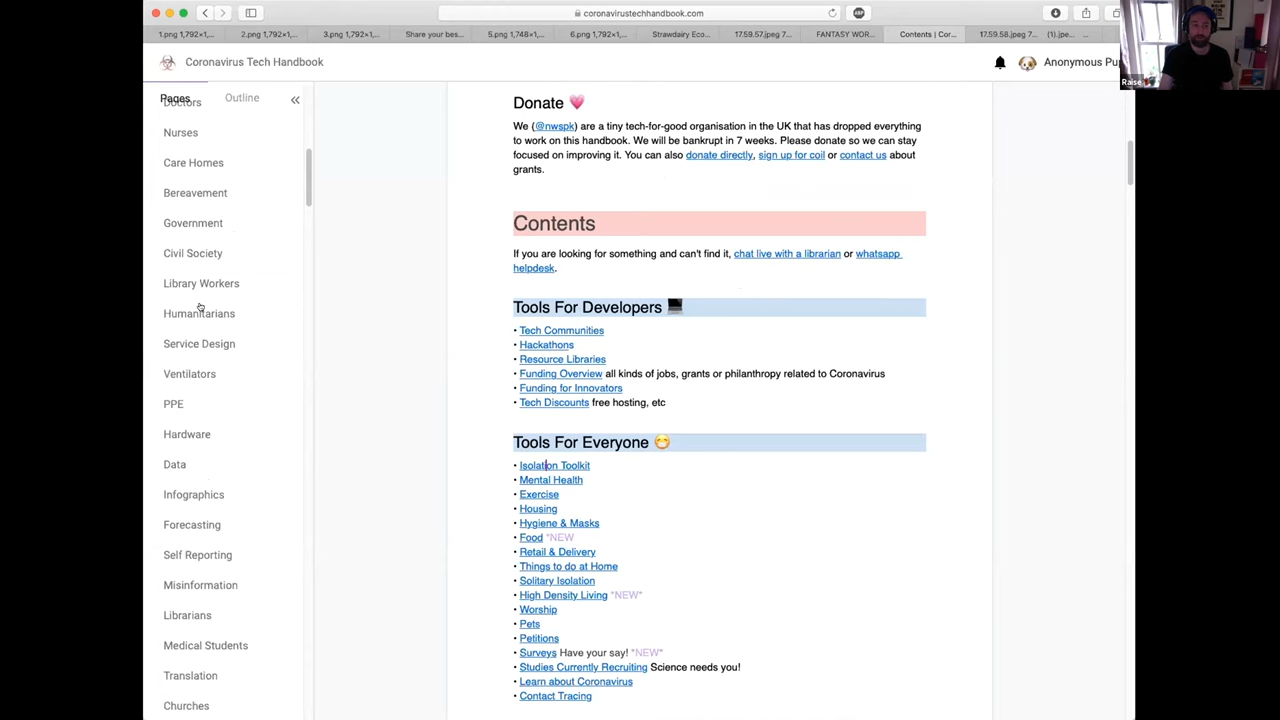 coronavirustechhandbook.com
ABP
1.png 1,792×1,...
2.png 1,792×1,...
3.png 1,792×1,...
Share your bes...
5.png 1,748×1,...
6.png 1,792×1,...
Strawdairy Eco...
17.59.57.jpeg 7...
FANTASY WOR...
Contents | Cor...
17.59.58.jpeg 7...
(1).jpe...
Coronavirus Tech Handbook
Anonymous Pu
Raise
Pages
Outline
Doctors
Nurses
Care Homes
Bereavement
Government
Civil Society
Library Workers
Humanitarians
Service Design
Ventilators
PPE
Hardware
Data
Infographics
Forecasting
Self Reporting
Misinformation
Librarians
Medical Students
Translation
Churches
Donate 💗
We (@nwspk) are a tiny tech-for-good organisation in the UK that has dropped everything
to work on this handbook. We will be bankrupt in 7 weeks. Please donate so we can stay
focused on improving it. You can also donate directly, sign up for coil or contact us about
grants.
Contents
If you are looking for something and can't find it, chat live with a librarian or whatsapp
helpdesk.
Tools For Developers 💻
• Tech Communities
• Hackathons
• Resource Libraries
• Funding Overview all kinds of jobs, grants or philanthropy related to Coronavirus
• Funding for Innovators
• Tech Discounts free hosting, etc
Tools For Everyone 😷
• Isolation Toolkit
• Mental Health
• Exercise
• Housing
• Hygiene & Masks
• Food *NEW
• Retail & Delivery
• Things to do at Home
• Solitary Isolation
• High Density Living *NEW*
• Worship
• Pets
• Petitions
• Surveys Have your say! *NEW*
• Studies Currently Recruiting Science needs you!
• Learn about Coronavirus
• Contact Tracing